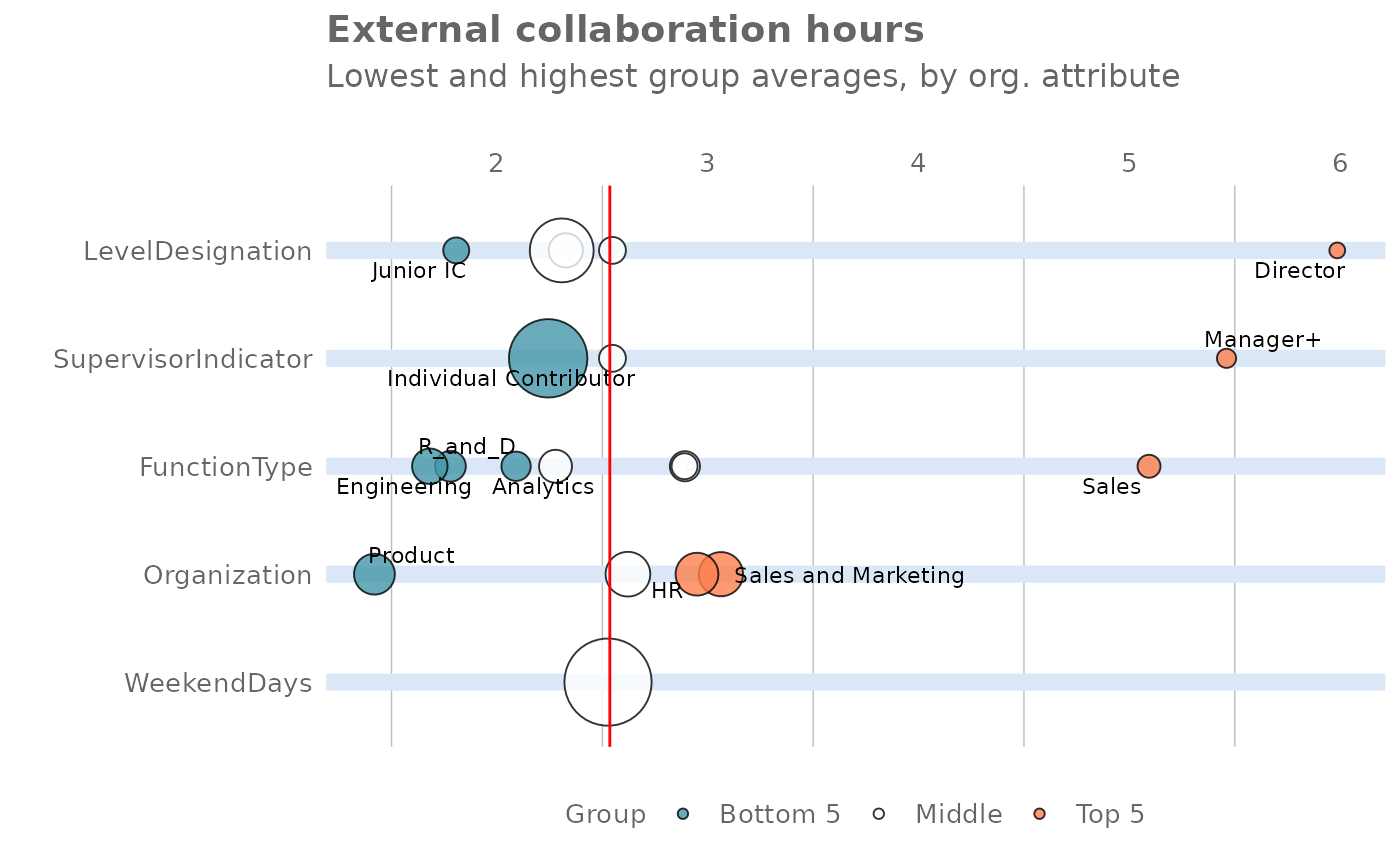 External collaboration hours
Lowest and highest group averages, by org. attribute
2 3 4 5 6
LevelDesignation
Junior IC
Director
SupervisorIndicator
Manager+
Individual Contributor
FunctionType
R_and_D
Engineering
Analytics
Sales
Organization
Product
HR
Sales and Marketing
WeekendDays
Group Bottom 5 Middle Top 5